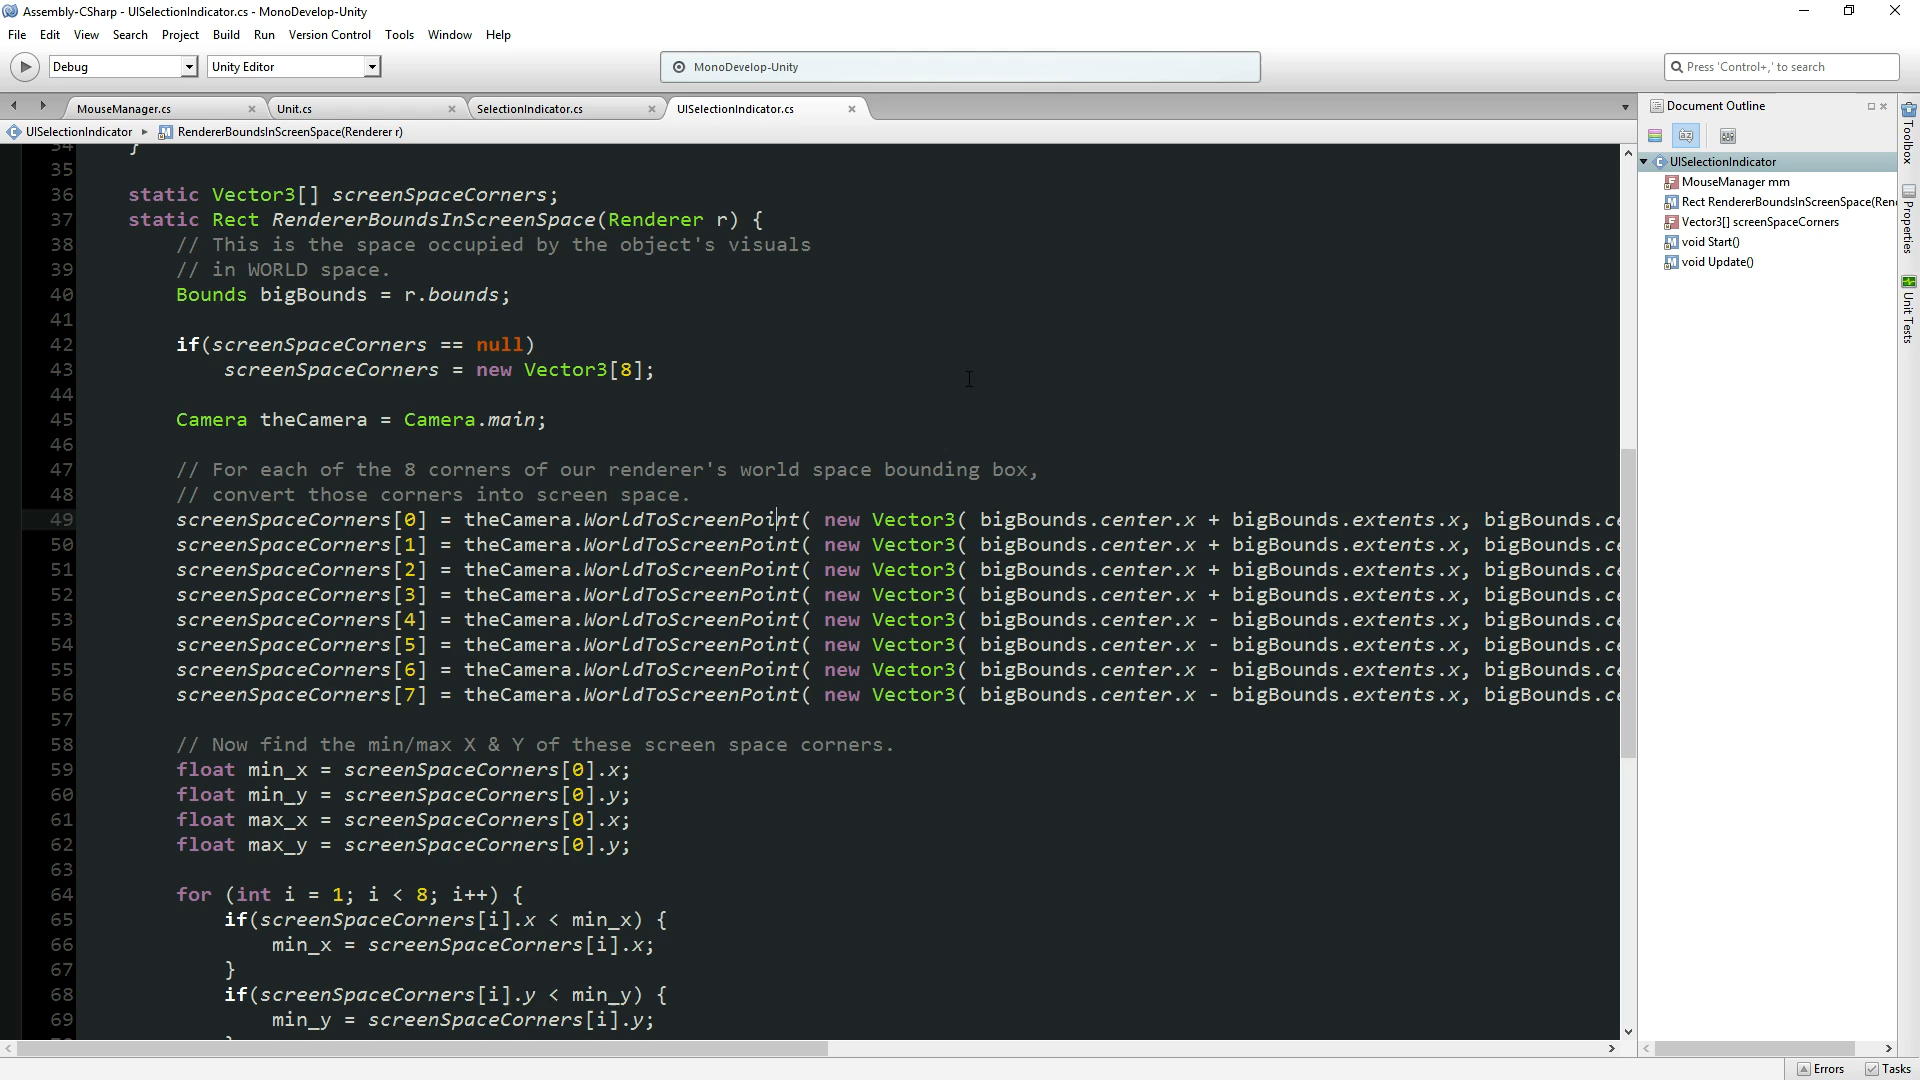 Assembly-CSharp - UISelectionIndicator.cs - MonoDevelop-Unity
File Edit View Search Project Build Run Version Control Tools Window Help
Debug Unity Editor MonoDevelop-Unity Press 'Control+,' to search
MouseManager.cs Unit.cs SelectionIndicator.cs UISelectionIndicator.cs
UISelectionIndicator RendererBoundsInScreenSpace(Renderer r)
34 }
35
36 static Vector3[] screenSpaceCorners;
37 static Rect RendererBoundsInScreenSpace(Renderer r) {
38 // This is the space occupied by the object's visuals
39 // in WORLD space.
40 Bounds bigBounds = r.bounds;
41
42 if(screenSpaceCorners == null)
43 screenSpaceCorners = new Vector3[8];
44
45 Camera theCamera = Camera.main;
46
47 // For each of the 8 corners of our renderer's world space bounding box,
48 // convert those corners into screen space.
49 screenSpaceCorners[0] = theCamera.WorldToScreenPoint( new Vector3( bigBounds.center.x + bigBounds.extents.x, bigBounds.ce
50 screenSpaceCorners[1] = theCamera.WorldToScreenPoint( new Vector3( bigBounds.center.x + bigBounds.extents.x, bigBounds.ce
51 screenSpaceCorners[2] = theCamera.WorldToScreenPoint( new Vector3( bigBounds.center.x + bigBounds.extents.x, bigBounds.ce
52 screenSpaceCorners[3] = theCamera.WorldToScreenPoint( new Vector3( bigBounds.center.x + bigBounds.extents.x, bigBounds.ce
53 screenSpaceCorners[4] = theCamera.WorldToScreenPoint( new Vector3( bigBounds.center.x - bigBounds.extents.x, bigBounds.ce
54 screenSpaceCorners[5] = theCamera.WorldToScreenPoint( new Vector3( bigBounds.center.x - bigBounds.extents.x, bigBounds.ce
55 screenSpaceCorners[6] = theCamera.WorldToScreenPoint( new Vector3( bigBounds.center.x - bigBounds.extents.x, bigBounds.ce
56 screenSpaceCorners[7] = theCamera.WorldToScreenPoint( new Vector3( bigBounds.center.x - bigBounds.extents.x, bigBounds.ce
57
58 // Now find the min/max X & Y of these screen space corners.
59 float min_x = screenSpaceCorners[0].x;
60 float min_y = screenSpaceCorners[0].y;
61 float max_x = screenSpaceCorners[0].x;
62 float max_y = screenSpaceCorners[0].y;
63
64 for (int i = 1; i < 8; i++) {
65 if(screenSpaceCorners[i].x < min_x) {
66 min_x = screenSpaceCorners[i].x;
67 }
68 if(screenSpaceCorners[i].y < min_y) {
69 min_y = screenSpaceCorners[i].y;
Document Outline
UISelectionIndicator
MouseManager mm
Rect RendererBoundsInScreenSpace(Ren
Vector3[] screenSpaceCorners
void Start()
void Update()
Toolbox
Properties
Unit Tests
Errors Tasks